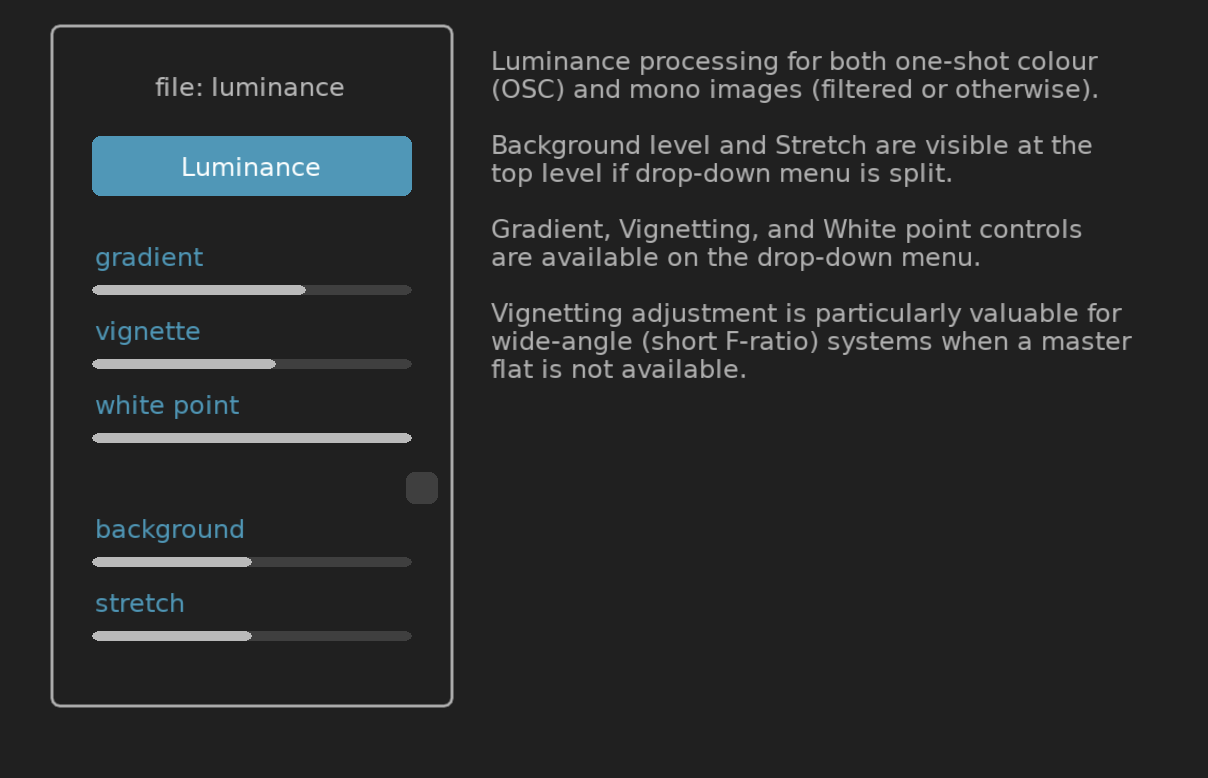 file: luminance
Luminance
gradient
vignette
white point
background
stretch
Luminance processing for both one-shot colour
(OSC) and mono images (filtered or otherwise).
Background level and Stretch are visible at the
top level if drop-down menu is split.
Gradient, Vignetting, and White point controls
are available on the drop-down menu.
Vignetting adjustment is particularly valuable for
wide-angle (short F-ratio) systems when a master
flat is not available.